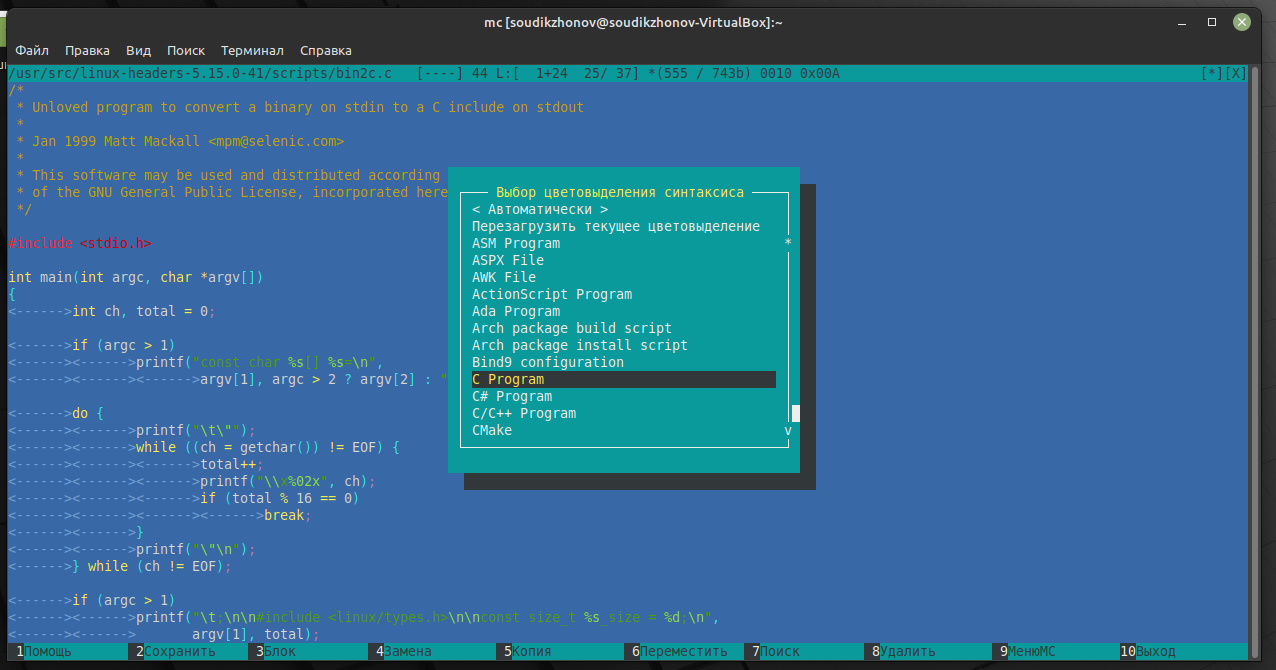 mc [soudikzhonov@soudikzhonov-VirtualBox]:~
Файл Правка Вид Поиск Терминал Справка
/usr/src/linux-headers-5.15.0-41/scripts/bin2c.c [----] 44 L:[ 1+24 25/ 37] *(555 / 743b) 0010 0x00A [*][X]
/*
 * Unloved program to convert a binary on stdin to a C include on stdout
 *
 * Jan 1999 Matt Mackall <mpm@selenic.com>
 *
 * This software may be used and distributed according
 * of the GNU General Public License, incorporated here
 */
#include <stdio.h>
int main(int argc, char *argv[])
{
<------>int ch, total = 0;
<------>if (argc > 1)
<------><------>printf("const char %s[] %s=\n",
<------><------><------>argv[1], argc > 2 ? argv[2] : "
<------>do {
<------><------>printf("\t\"");
<------><------>while ((ch = getchar()) != EOF) {
<------><------><------>total++;
<------><------><------>printf("\\x%02x", ch);
<------><------><------>if (total % 16 == 0)
<------><------><------><------>break;
<------><------>}
<------><------>printf("\"\n");
<------>} while (ch != EOF);
<------>if (argc > 1)
<------><------>printf("\t;\n\n#include <linux/types.h>\n\nconst size_t %s_size = %d;\n",
<------><------>       argv[1], total);
Выбор цветовыделения синтаксиса
< Автоматически >
Перезагрузить текущее цветовыделение
ASM Program *
ASPX File
AWK File
ActionScript Program
Ada Program
Arch package build script
Arch package install script
Bind9 configuration
C Program
C# Program
C/C++ Program
CMake v
1Помощь 2Сохранить 3Блок 4Замена 5Копия 6Переместить 7Поиск 8Удалить 9МенюМС 10Выход